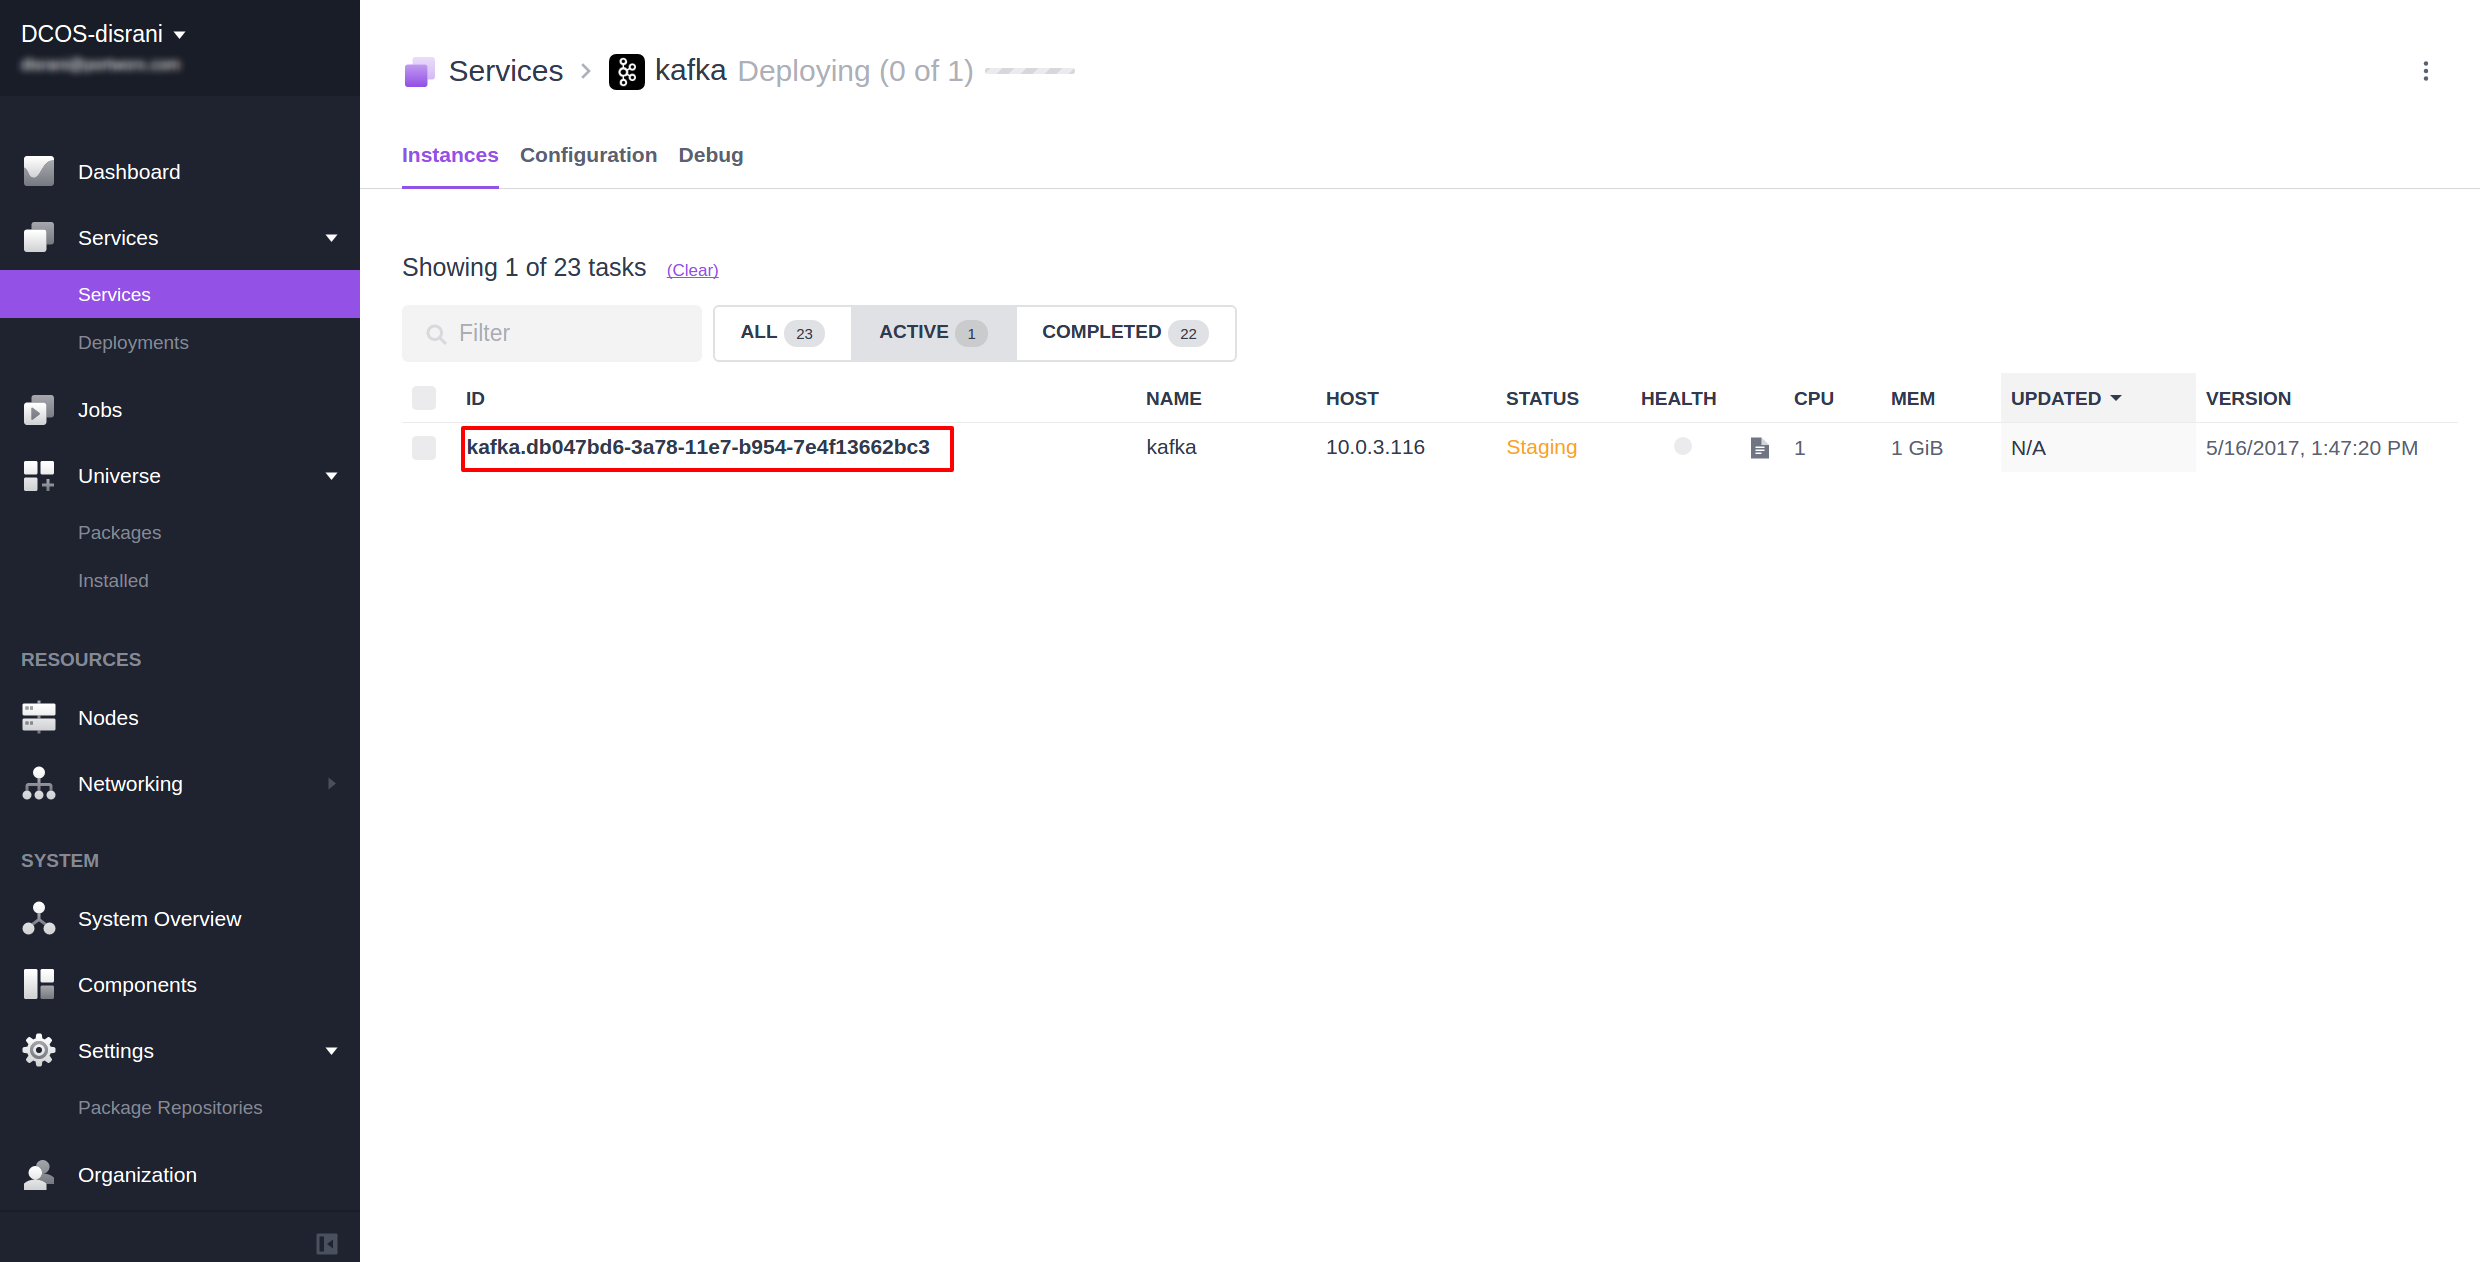 DCOS-disrani
Dashboard
Services
Services
Deployments
Jobs
Universe
Packages
Installed
RESOURCES
Nodes
Networking
SYSTEM
System Overview
Components
Settings
Package Repositories
Organization
Services kafka Deploying (0 of 1)
Instances Configuration Debug
Showing 1 of 23 tasks (Clear)
Filter ALL 23 ACTIVE 1 COMPLETED 22
ID NAME HOST STATUS HEALTH CPU MEM UPDATED VERSION
kafka.db047bd6-3a78-11e7-b954-7e4f13662bc3 kafka 10.0.3.116 Staging 1 1 GiB N/A 5/16/2017, 1:47:20 PM